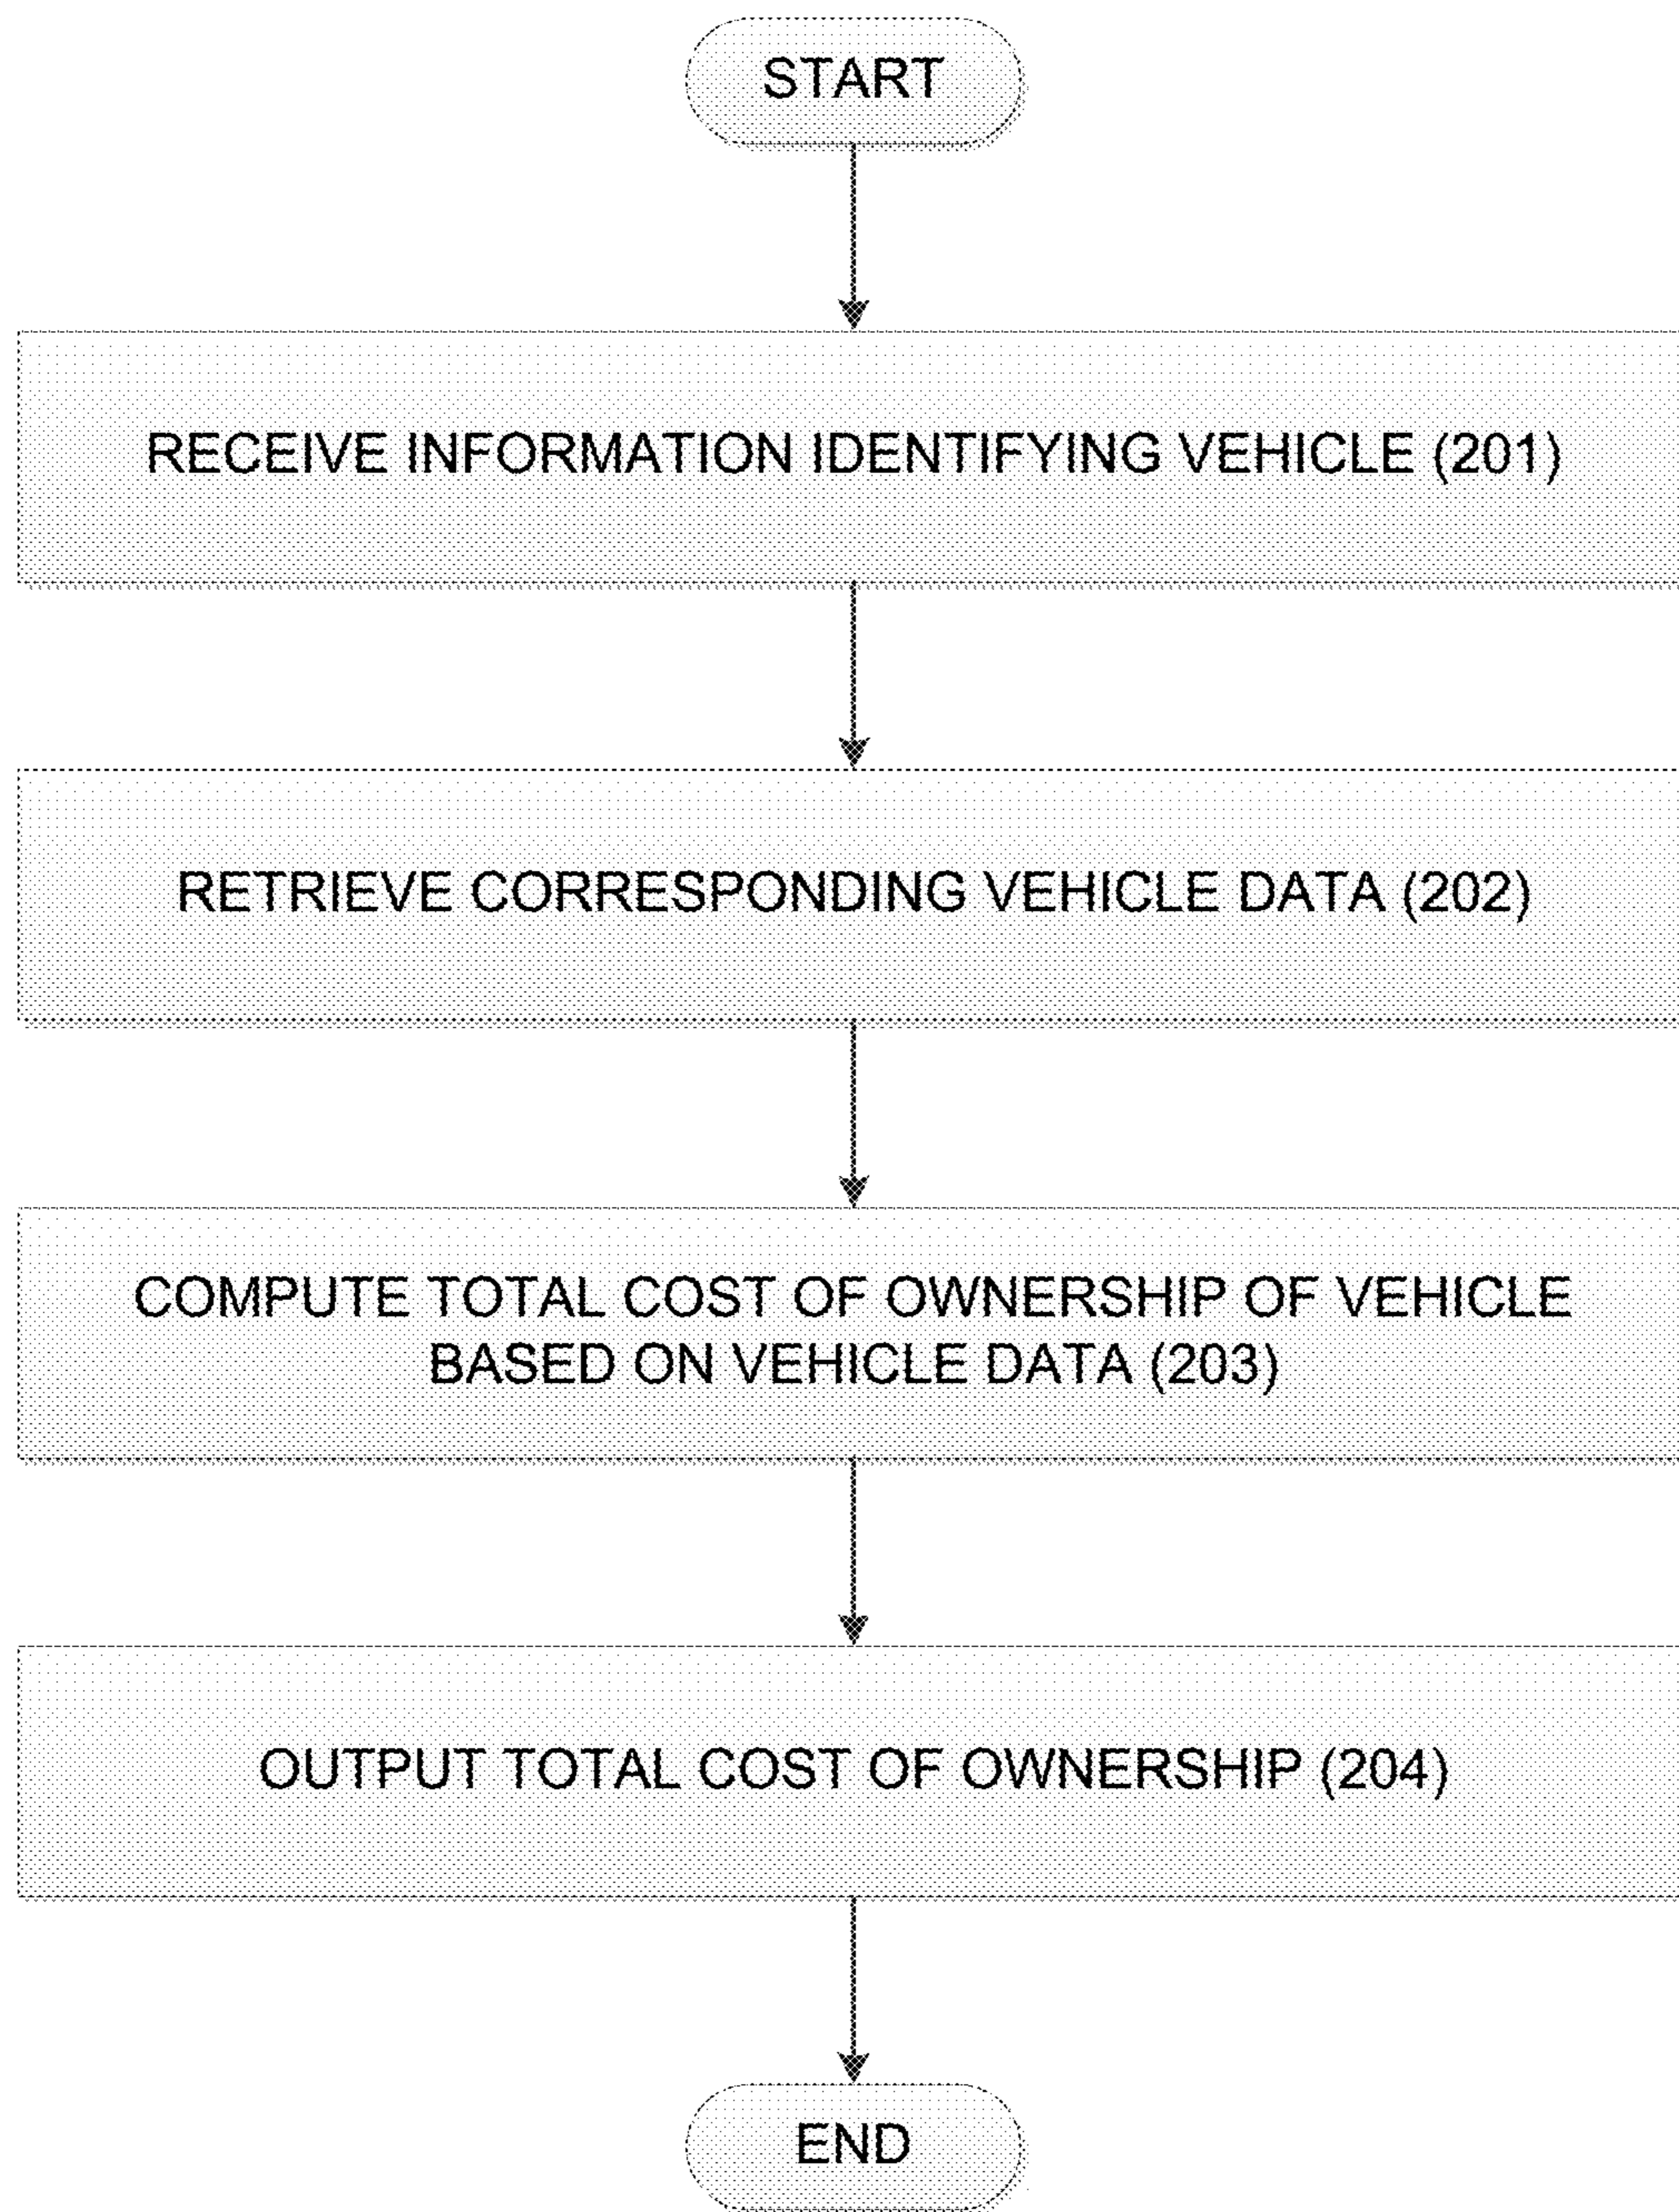 START
RECEIVE INFORMATION IDENTIFYING VEHICLE (201)
RETRIEVE CORRESPONDING VEHICLE DATA (202)
COMPUTE TOTAL COST OF OWNERSHIP OF VEHICLE
BASED ON VEHICLE DATA (203)
OUTPUT TOTAL COST OF OWNERSHIP (204)
END